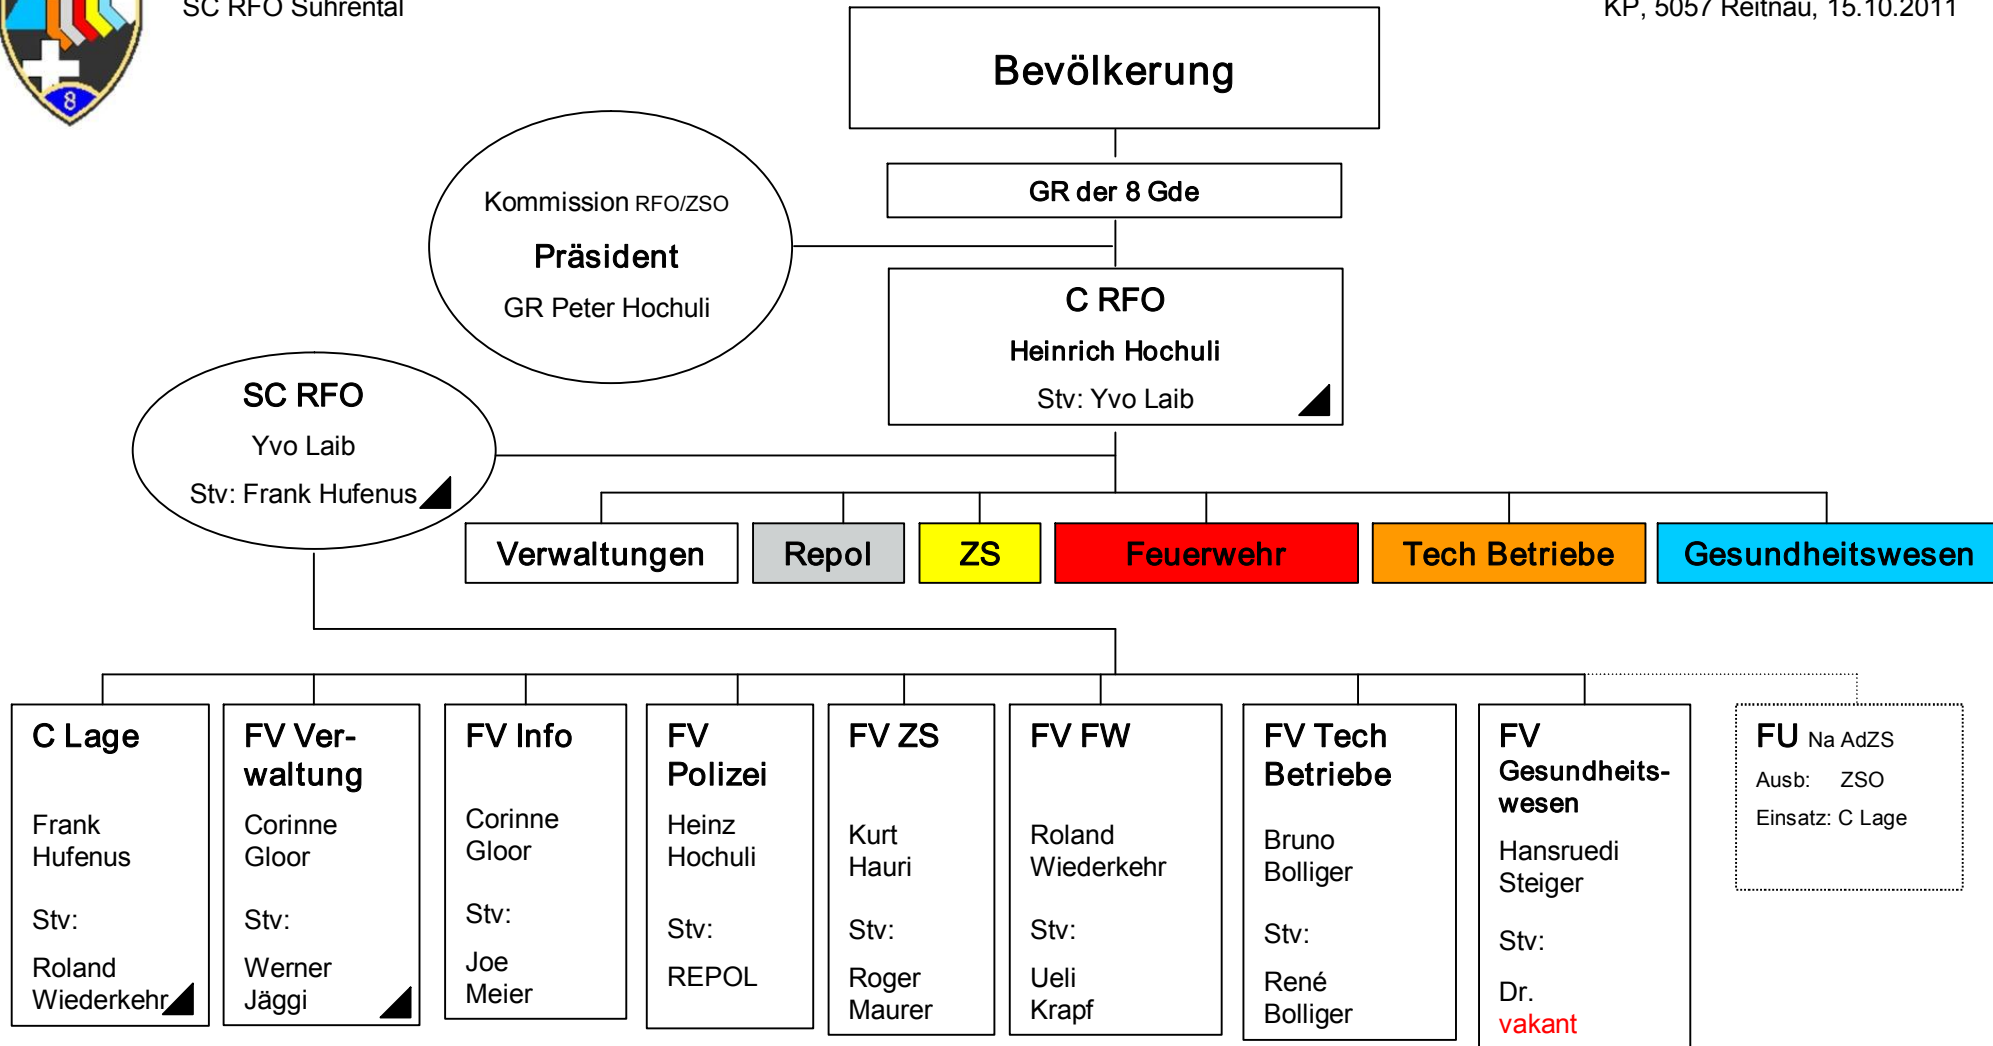 SC RFO Suhrental
KP, 5057 Reitnau, 15.10.2011
8
Bevölkerung
GR der 8 Gde
Kommission RFO/ZSO
Präsident
GR Peter Hochuli
C RFO
Heinrich Hochuli
Stv: Yvo Laib
SC RFO
Yvo Laib
Stv: Frank Hufenus
Verwaltungen
Repol
ZS
Feuerwehr
Tech Betriebe
Gesundheitswesen
C Lage
Frank
Hufenus
Stv:
Roland
Wiederkehr
FV Ver-
waltung
Corinne
Gloor
Stv:
Werner
Jäggi
FV Info
Corinne
Gloor
Stv:
Joe
Meier
FV
Polizei
Heinz
Hochuli
Stv:
REPOL
FV ZS
Kurt
Hauri
Stv:
Roger
Maurer
FV FW
Roland
Wiederkehr
Stv:
Ueli
Krapf
FV Tech
Betriebe
Bruno
Bolliger
Stv:
René
Bolliger
FV
Gesundheits-
wesen
Hansruedi
Steiger
Stv:
Dr.
vakant
FU Na AdZS
Ausb: ZSO
Einsatz: C Lage